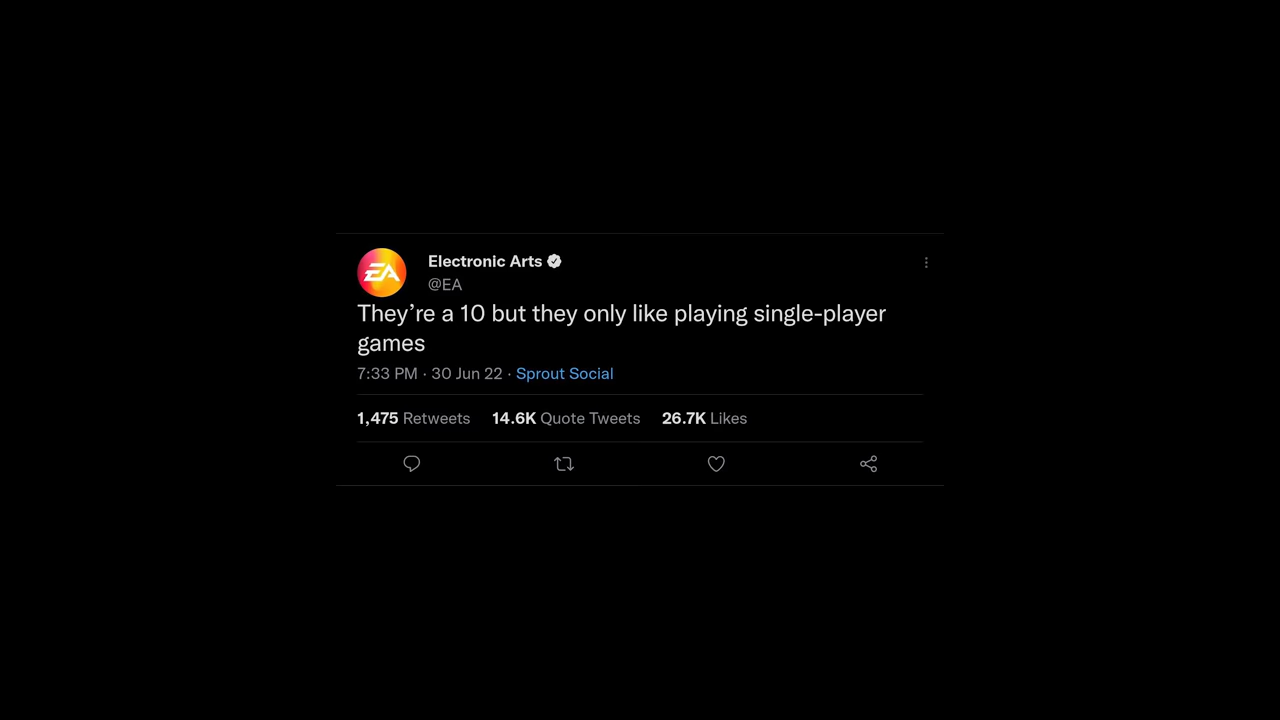 EA
Electronic Arts
@EA
They’re a 10 but they only like playing single-player
games
7:33 PM · 30 Jun 22 · Sprout Social
1,475 Retweets 14.6K Quote Tweets 26.7K Likes